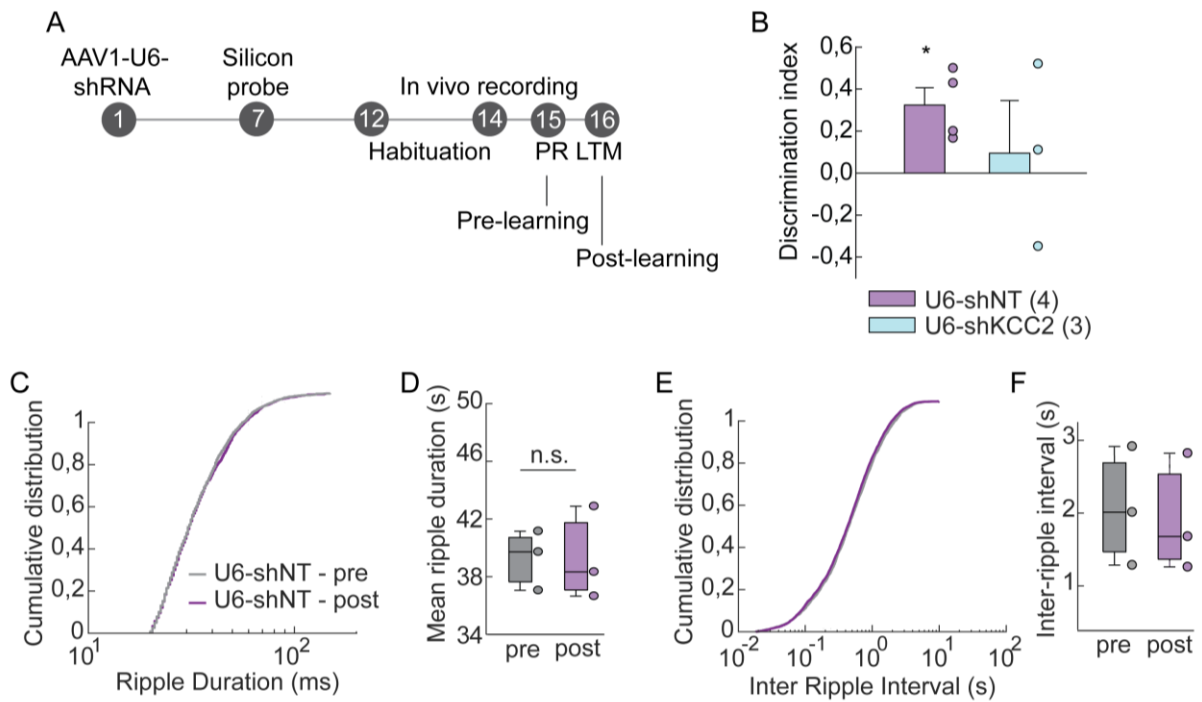 A
AAV1-U6-
shRNA
Silicon
probe
In vivo recording
1
7
12
14
15
16
Habituation
PR LTM
Pre-learning
Post-learning
B
Discrimination index
0,6
0,4
0,2
0,0
-0,2
-0,4
*
U6-shNT (4)
U6-shKCC2 (3)
C
Cumulative distribution
1
0,8
0,6
0,4
0,2
0
U6-shNT - pre
U6-shNT - post
10¹
10²
Ripple Duration (ms)
D
Mean ripple duration (s)
50
46
42
38
34
n.s.
pre
post
E
Cumulative distribution
1
0,8
0,6
0,4
0,2
0
10⁻²
10⁻¹
10⁰
10¹
10²
Inter Ripple Interval (s)
F
Inter-ripple interval (s)
3
2
1
pre
post